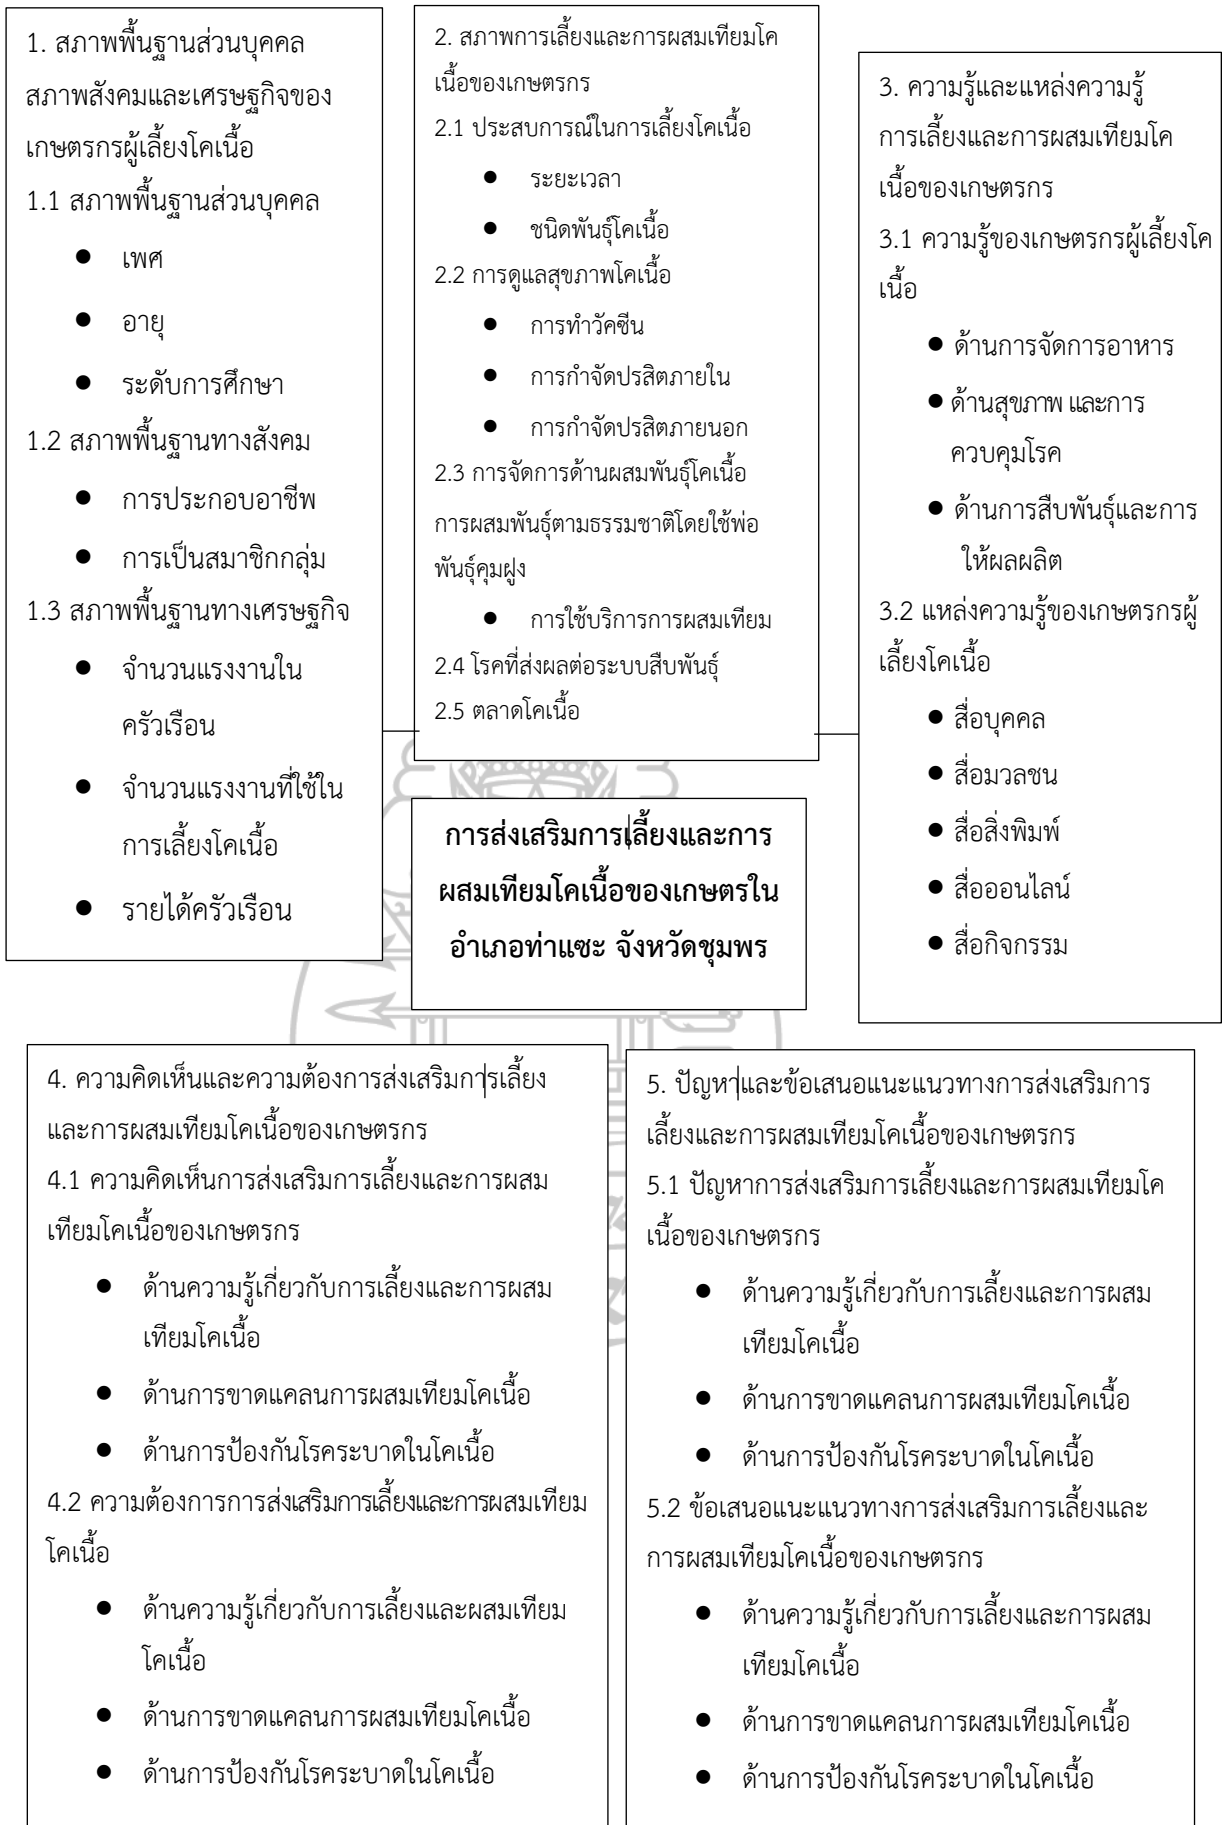 1. สภาพพื้นฐานส่วนบุคคล
สภาพสังคมและเศรษฐกิจของ
เกษตรกรผู้เลี้ยงโคเนื้อ
1.1 สภาพพื้นฐานส่วนบุคคล
● เพศ
● อายุ
● ระดับการศึกษา
1.2 สภาพพื้นฐานทางสังคม
● การประกอบอาชีพ
● การเป็นสมาชิกกลุ่ม
1.3 สภาพพื้นฐานทางเศรษฐกิจ
● จำนวนแรงงานใน
ครัวเรือน
● จำนวนแรงงานที่ใช้ใน
การเลี้ยงโคเนื้อ
● รายได้ครัวเรือน
2. สภาพการเลี้ยงและการผสมเทียมโค
เนื้อของเกษตรกร
2.1 ประสบการณ์ในการเลี้ยงโคเนื้อ
● ระยะเวลา
● ชนิดพันธุ์โคเนื้อ
2.2 การดูแลสุขภาพโคเนื้อ
● การทำวัคซีน
● การกำจัดปรสิตภายใน
● การกำจัดปรสิตภายนอก
2.3 การจัดการด้านผสมพันธุ์โคเนื้อ
การผสมพันธุ์ตามธรรมชาติโดยใช้พ่อ
พันธุ์คุมฝูง
● การใช้บริการการผสมเทียม
2.4 โรคที่ส่งผลต่อระบบสืบพันธุ์
2.5 ตลาดโคเนื้อ
3. ความรู้และแหล่งความรู้
การเลี้ยงและการผสมเทียมโค
เนื้อของเกษตรกร
3.1 ความรู้ของเกษตรกรผู้เลี้ยงโค
เนื้อ
● ด้านการจัดการอาหาร
● ด้านสุขภาพ และการ
ควบคุมโรค
● ด้านการสืบพันธุ์และการ
ให้ผลผลิต
3.2 แหล่งความรู้ของเกษตรกรผู้
เลี้ยงโคเนื้อ
● สื่อบุคคล
● สื่อมวลชน
● สื่อสิ่งพิมพ์
● สื่อออนไลน์
● สื่อกิจกรรม
การส่งเสริมการเลี้ยงและการ
ผสมเทียมโคเนื้อของเกษตรใน
อำเภอท่าแซะ จังหวัดชุมพร
4. ความคิดเห็นและความต้องการส่งเสริมการเลี้ยง
และการผสมเทียมโคเนื้อของเกษตรกร
4.1 ความคิดเห็นการส่งเสริมการเลี้ยงและการผสม
เทียมโคเนื้อของเกษตรกร
● ด้านความรู้เกี่ยวกับการเลี้ยงและการผสม
เทียมโคเนื้อ
● ด้านการขาดแคลนการผสมเทียมโคเนื้อ
● ด้านการป้องกันโรคระบาดในโคเนื้อ
4.2 ความต้องการการส่งเสริมการเลี้ยงและการผสมเทียม
โคเนื้อ
● ด้านความรู้เกี่ยวกับการเลี้ยงและผสมเทียม
โคเนื้อ
● ด้านการขาดแคลนการผสมเทียมโคเนื้อ
● ด้านการป้องกันโรคระบาดในโคเนื้อ
5. ปัญหาและข้อเสนอแนะแนวทางการส่งเสริมการ
เลี้ยงและการผสมเทียมโคเนื้อของเกษตรกร
5.1 ปัญหาการส่งเสริมการเลี้ยงและการผสมเทียมโค
เนื้อของเกษตรกร
● ด้านความรู้เกี่ยวกับการเลี้ยงและการผสม
เทียมโคเนื้อ
● ด้านการขาดแคลนการผสมเทียมโคเนื้อ
● ด้านการป้องกันโรคระบาดในโคเนื้อ
5.2 ข้อเสนอแนะแนวทางการส่งเสริมการเลี้ยงและ
การผสมเทียมโคเนื้อของเกษตรกร
● ด้านความรู้เกี่ยวกับการเลี้ยงและการผสม
เทียมโคเนื้อ
● ด้านการขาดแคลนการผสมเทียมโคเนื้อ
● ด้านการป้องกันโรคระบาดในโคเนื้อ